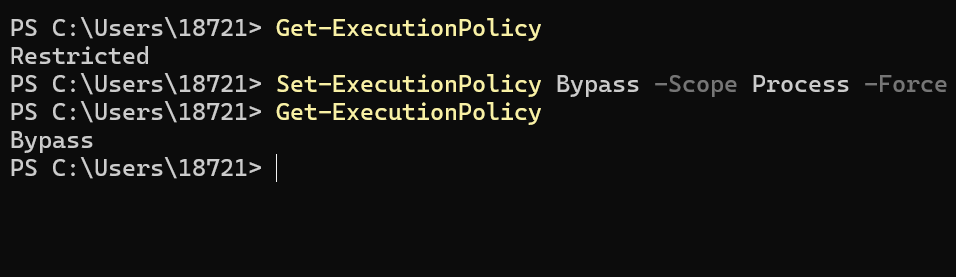 PS C:\Users\18721> Get-ExecutionPolicy
Restricted
PS C:\Users\18721> Set-ExecutionPolicy Bypass -Scope Process -Force
PS C:\Users\18721> Get-ExecutionPolicy
Bypass
PS C:\Users\18721>